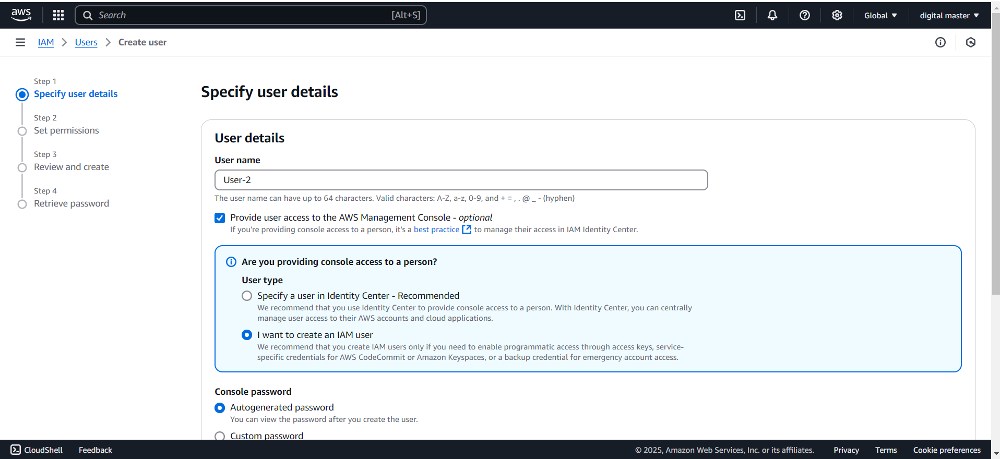 aws
Search [Alt+S]
Global
digital master
IAM > Users > Create user
Step 1
Specify user details
Step 2
Set permissions
Step 3
Review and create
Step 4
Retrieve password
Specify user details
User details
User name
User-2
The user name can have up to 64 characters. Valid characters: A-Z, a-z, 0-9, and + = , . @ _ - (hyphen)
Provide user access to the AWS Management Console - optional
If you're providing console access to a person, it's a best practice to manage their access in IAM Identity Center.
Are you providing console access to a person?
User type
Specify a user in Identity Center - Recommended
We recommend that you use Identity Center to provide console access to a person. With Identity Center, you can centrally
manage user access to their AWS accounts and cloud applications.
I want to create an IAM user
We recommend that you create IAM users only if you need to enable programmatic access through access keys, service-
specific credentials for AWS CodeCommit or Amazon Keyspaces, or a backup credential for emergency account access.
Console password
Autogenerated password
You can view the password after you create the user.
Custom password
CloudShell
Feedback
© 2025, Amazon Web Services, Inc. or its affiliates.
Privacy
Terms
Cookie preferences